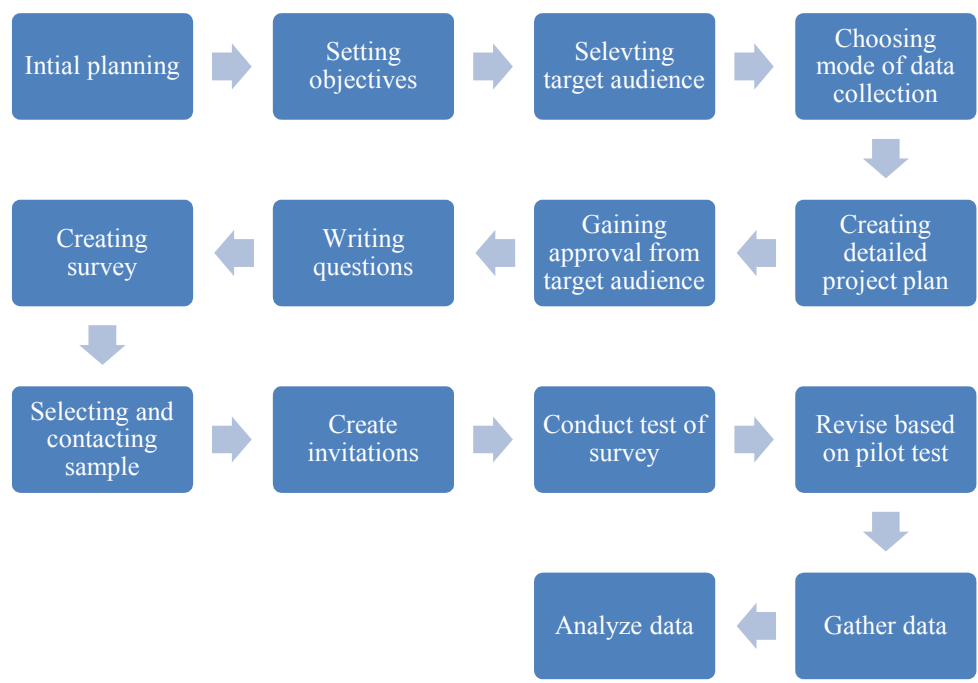 Intial planning
Setting
objectives
Selevting
target audience
Choosing
mode of data
collection
Creating
detailed
project plan
Gaining
approval from
target audience
Writing
questions
Creating
survey
Selecting and
contacting
sample
Create
invitations
Conduct test of
survey
Revise based
on pilot test
Gather data
Analyze data